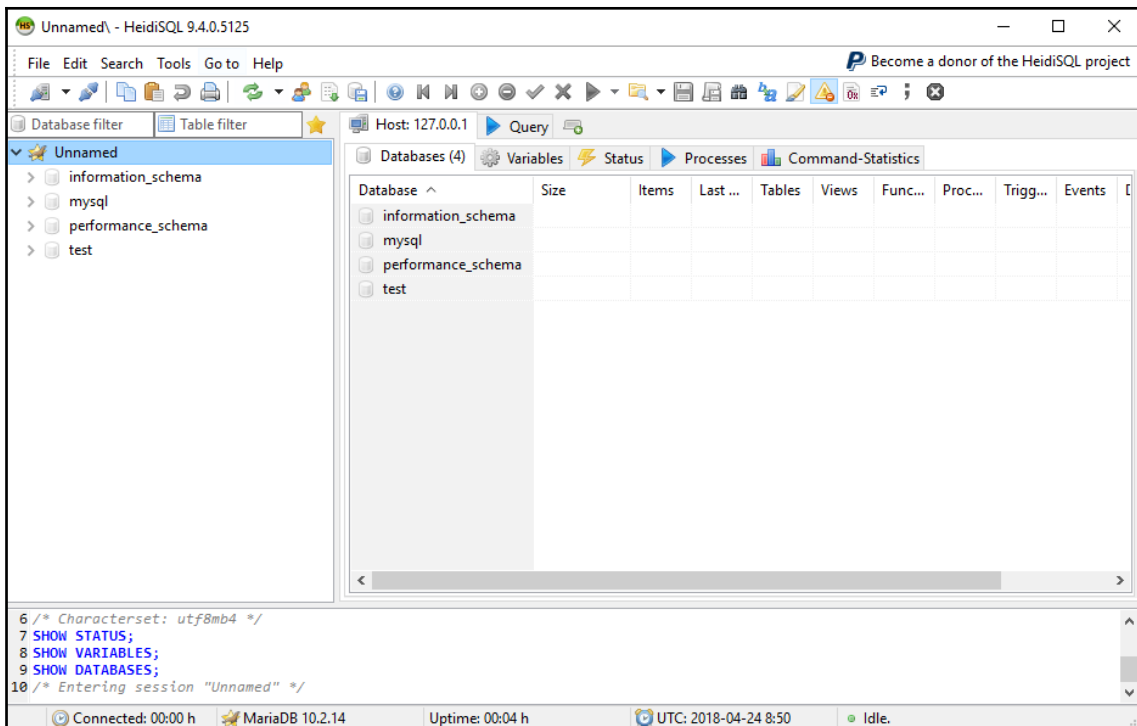 Unnamed\ - HeidiSQL 9.4.0.5125
File Edit Search Tools Go to Help
Become a donor of the HeidiSQL project
Database filter Table filter
Host: 127.0.0.1 Query
Unnamed
Databases (4) Variables Status Processes Command-Statistics
information_schema
mysql
performance_schema
test
Database Size Items Last ... Tables Views Func... Proc... Trigg... Events D
information_schema
mysql
performance_schema
test
6 /* Characterset: utf8mb4 */
7 SHOW STATUS;
8 SHOW VARIABLES;
9 SHOW DATABASES;
10 /* Entering session "Unnamed" */
Connected: 00:00 h MariaDB 10.2.14 Uptime: 00:04 h UTC: 2018-04-24 8:50 Idle.